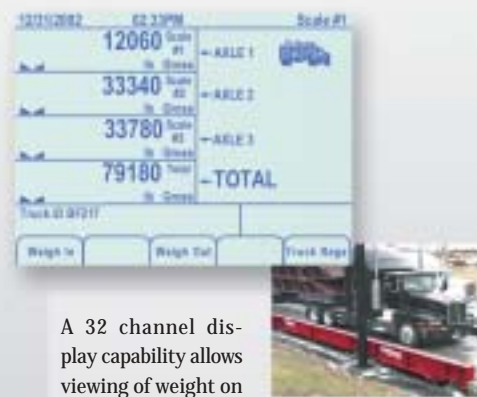 12/31/2002 02:33PM Scale #1
12060 Scale #1 lb Gross ←AXLE 1
33340 Scale #2 lb Gross ←AXLE 2
33780 Scale #3 lb Gross ←AXLE 3
79180 Total lb Gross ←TOTAL
Truck ID
Weigh In Weigh Out Truck Regs
A 32 channel dis-
play capability allows
viewing of weight on